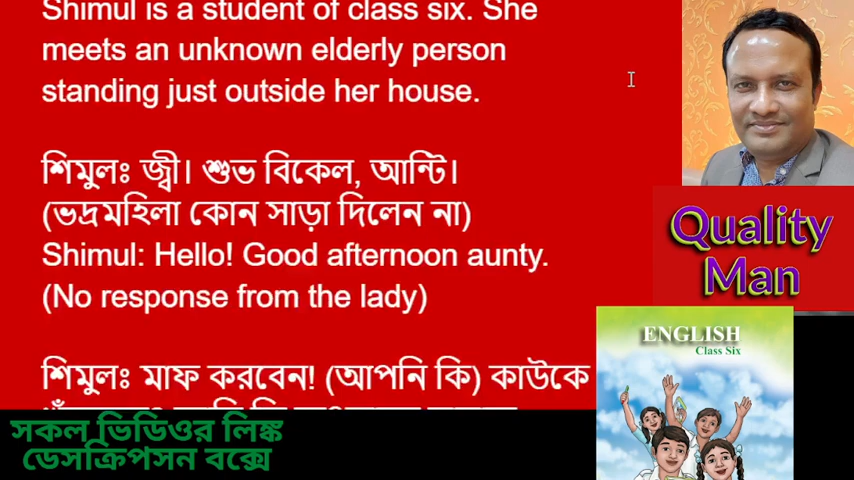 Shimul is a student of class six. She
meets an unknown elderly person
standing just outside her house.
শিমুলঃ জ্বী। শুভ বিকেল, আন্টি।
(ভদ্রমহিলা কোন সাড়া দিলেন না)
Shimul: Hello! Good afternoon aunty.
(No response from the lady)
শিমুলঃ মাফ করবেন! (আপনি কি) কাউকে
Quality
Man
ENGLISH
Class Six
সকল ভিডিওর লিঙ্ক
ডেসক্রিপসন বক্সে